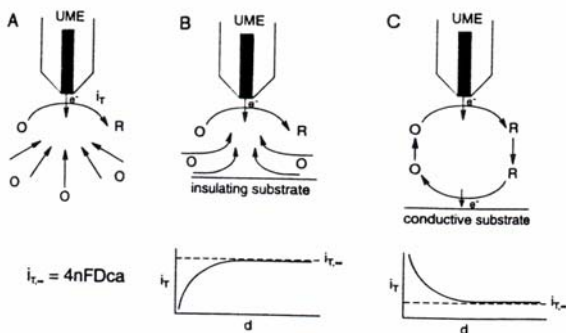 A
UME
e-
iT
O
R
O
O
O
O
O
iT,∞ = 4nFDca
B
UME
e-
O
R
O
O
insulating substrate
iT
iT,∞
d
C
UME
e-
O
R
O
R
e-
conductive substrate
iT
iT,∞
d